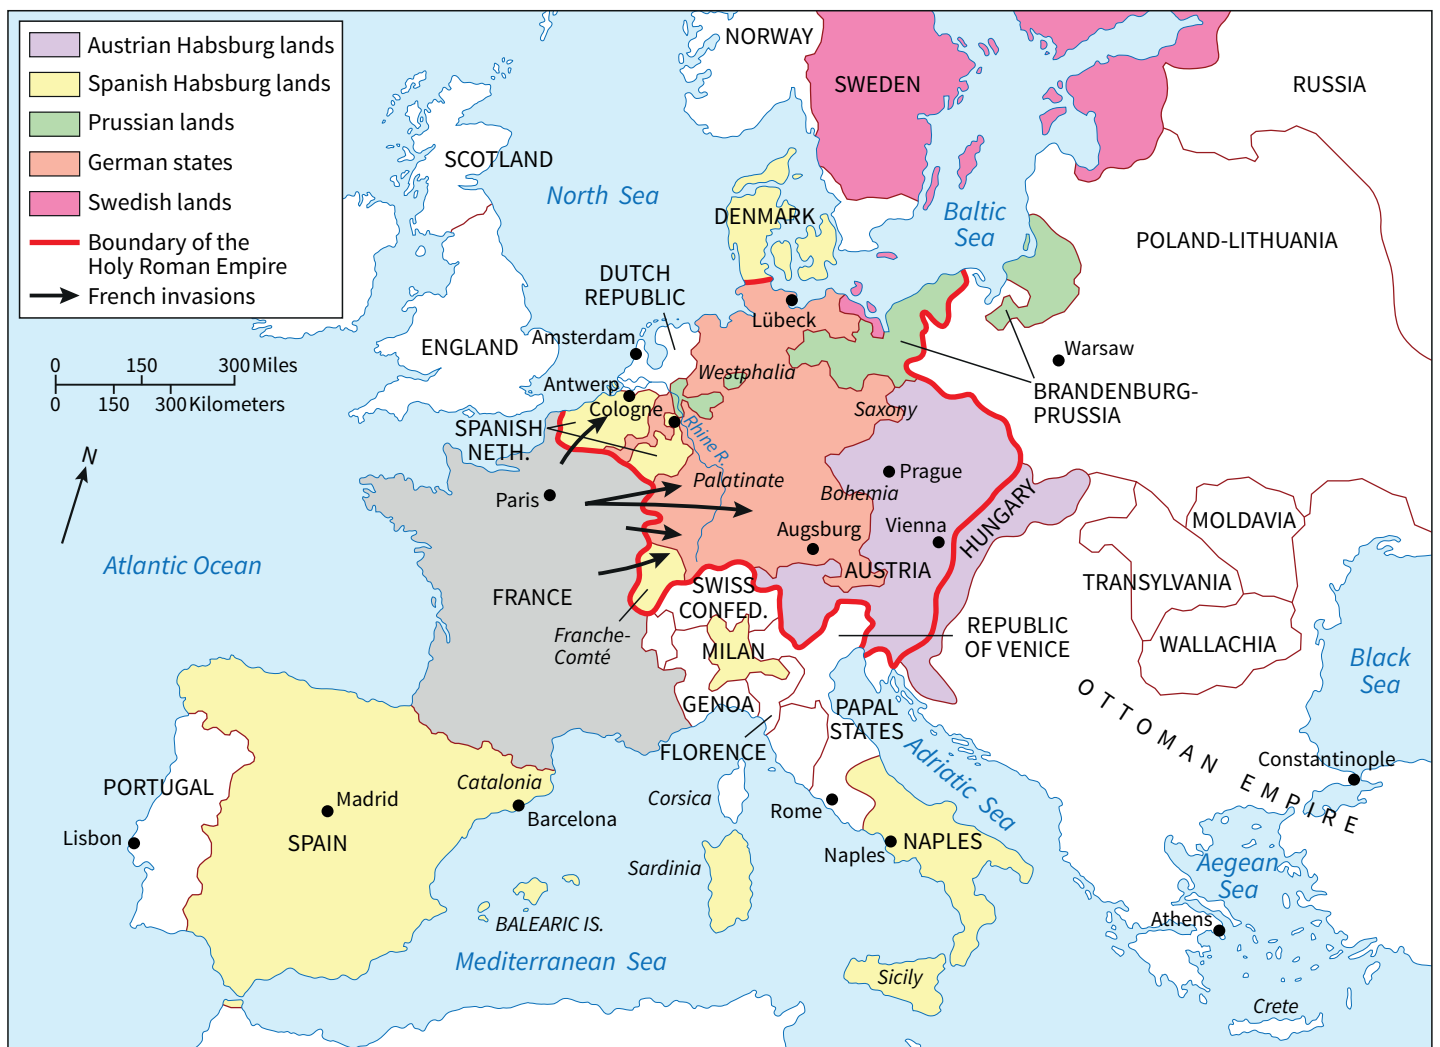 Austrian Habsburg lands
Spanish Habsburg lands
Prussian lands
German states
Swedish lands
Boundary of the
Holy Roman Empire
French invasions
0 150 300 Miles
0 150 300 Kilometers
N
NORWAY
SWEDEN
RUSSIA
SCOTLAND
North Sea
DENMARK
Baltic
Sea
POLAND-LITHUANIA
DUTCH
REPUBLIC
Lübeck
ENGLAND
Amsterdam
Warsaw
Westphalia
Antwerp
Cologne
BRANDENBURG-
PRUSSIA
Saxony
SPANISH
NETH.
Rhine R.
Palatinate
Prague
Bohemia
Paris
Augsburg
Vienna
HUNGARY
MOLDAVIA
Atlantic Ocean
AUSTRIA
TRANSYLVANIA
FRANCE
SWISS
CONFED.
REPUBLIC
OF VENICE
WALLACHIA
Franche-
Comté
MILAN
Black
Sea
GENOA
PAPAL
STATES
OTTOMAN EMPIRE
FLORENCE
Adriatic Sea
Constantinople
PORTUGAL
Catalonia
Madrid
Corsica
Rome
Barcelona
Lisbon
SPAIN
NAPLES
Naples
Sardinia
Aegean
Sea
BALEARIC IS.
Athens
Mediterranean Sea
Sicily
Crete